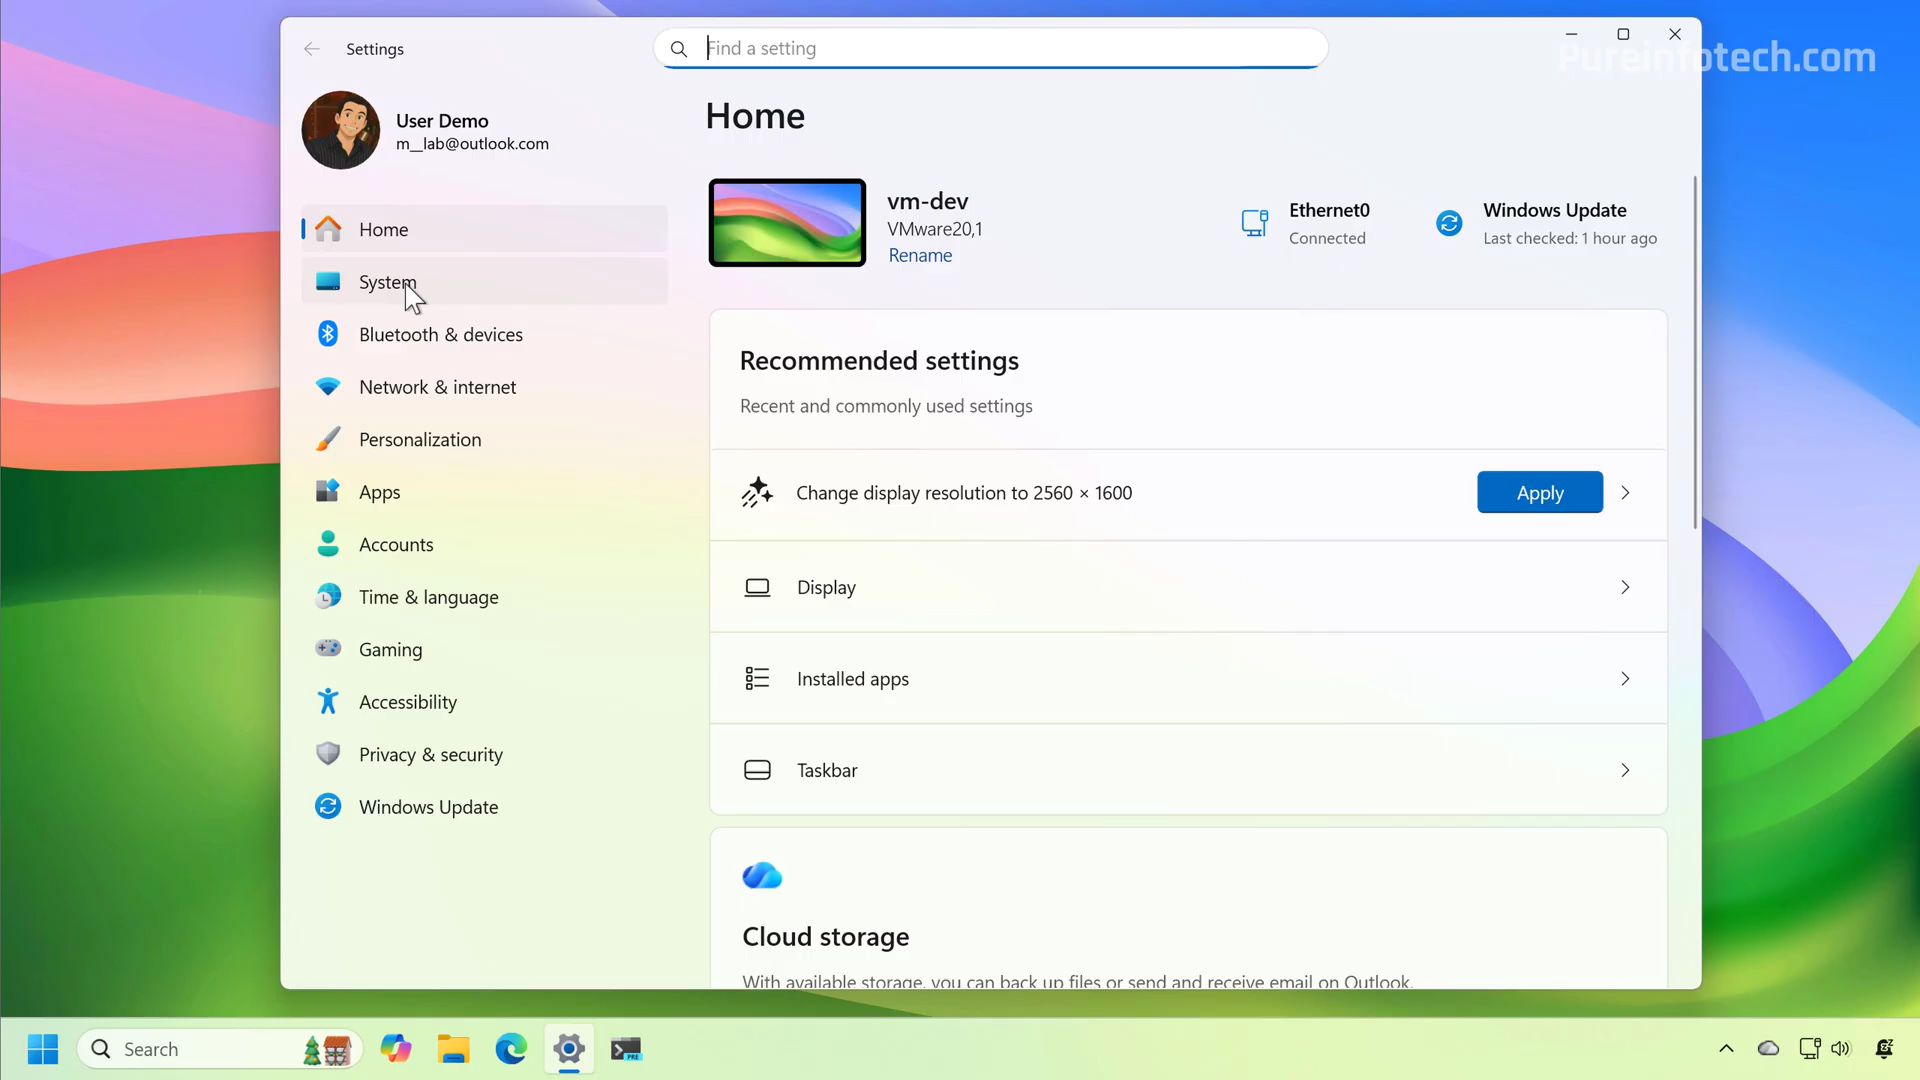 Settings
Find a setting
Pureinfotech.com
User Demo
m__lab@outlook.com
Home
System
Bluetooth & devices
Network & internet
Personalization
Apps
Accounts
Time & language
Gaming
Accessibility
Privacy & security
Windows Update
Home
vm-dev
VMware20,1
Rename
Ethernet0
Connected
Windows Update
Last checked: 1 hour ago
Recommended settings
Recent and commonly used settings
Change display resolution to 2560 × 1600
Apply
Display
Installed apps
Taskbar
Cloud storage
With available storage, you can back up files or send and receive email on Outlook.
Search
PRE